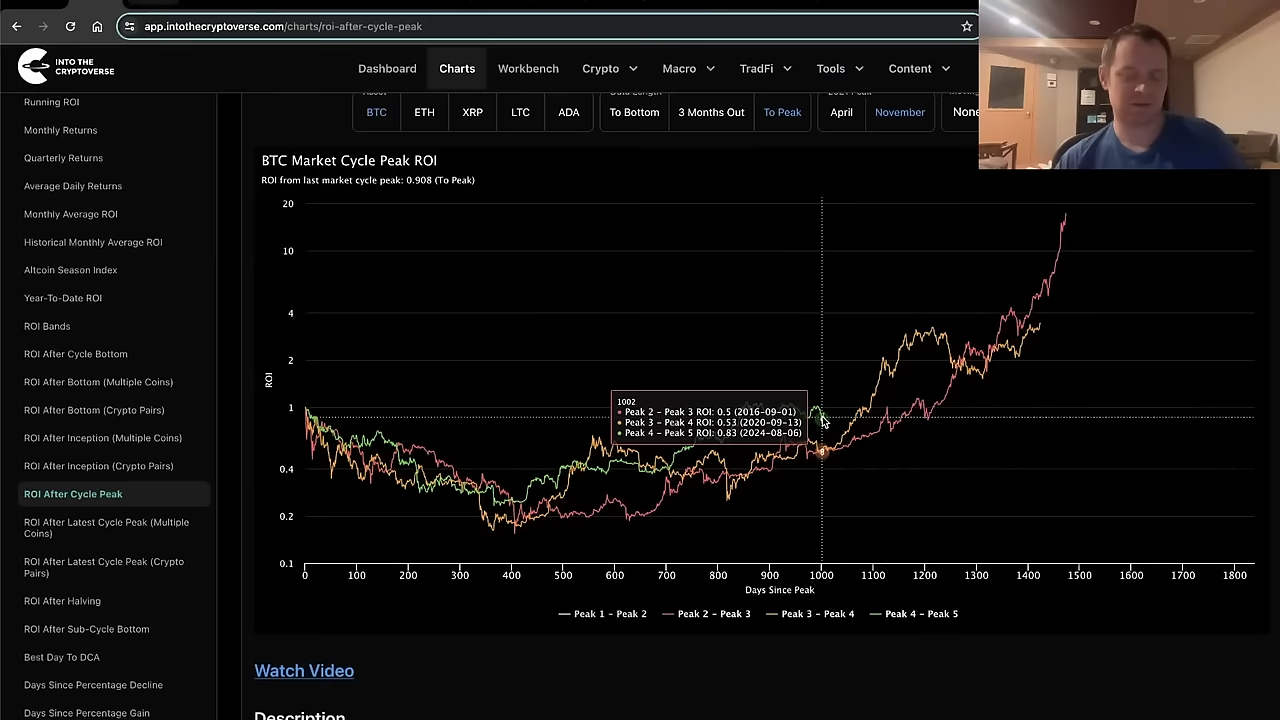 app.intothecryptoverse.com/charts/roi-after-cycle-peak
INTO THE
CRYPTOVERSE
Dashboard
Charts
Workbench
Crypto
Macro
TradFi
Tools
Content
Running ROI
Monthly Returns
Quarterly Returns
Average Daily Returns
Monthly Average ROI
Historical Monthly Average ROI
Altcoin Season Index
Year-To-Date ROI
ROI Bands
ROI After Cycle Bottom
ROI After Bottom (Multiple Coins)
ROI After Bottom (Crypto Pairs)
ROI After Inception (Multiple Coins)
ROI After Inception (Crypto Pairs)
ROI After Cycle Peak
ROI After Latest Cycle Peak (Multiple
Coins)
ROI After Latest Cycle Peak (Crypto
Pairs)
ROI After Halving
ROI After Sub-Cycle Bottom
Best Day To DCA
Days Since Percentage Decline
Days Since Percentage Gain
BTC
ETH
XRP
LTC
ADA
To Bottom
3 Months Out
To Peak
April
November
None
BTC Market Cycle Peak ROI
ROI from last market cycle peak: 0.908 (To Peak)
20
10
4
2
1
0.4
0.2
0.1
ROI
1002
Peak 2 - Peak 3 ROI: 0.5 (2016-09-01)
Peak 3 - Peak 4 ROI: 0.53 (2020-09-13)
Peak 4 - Peak 5 ROI: 0.83 (2024-08-06)
0 100 200 300 400 500 600 700 800 900 1000 1100 1200 1300 1400 1500 1600 1700 1800
Days Since Peak
Peak 1 - Peak 2
Peak 2 - Peak 3
Peak 3 - Peak 4
Peak 4 - Peak 5
Watch Video
Description